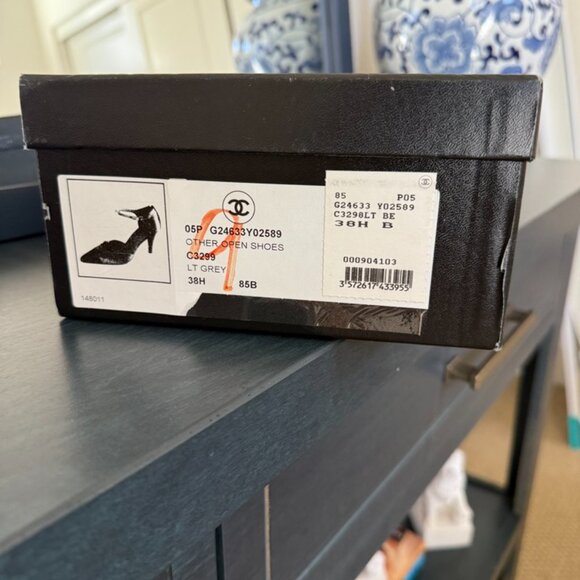 05P G24633Y02589
OTHER OPEN SHOES
C3299
LT GREY
38H 85B
148011
85 P05
G24633 Y02589
C3298LT BE
38H B
000904103
3 572617 433955